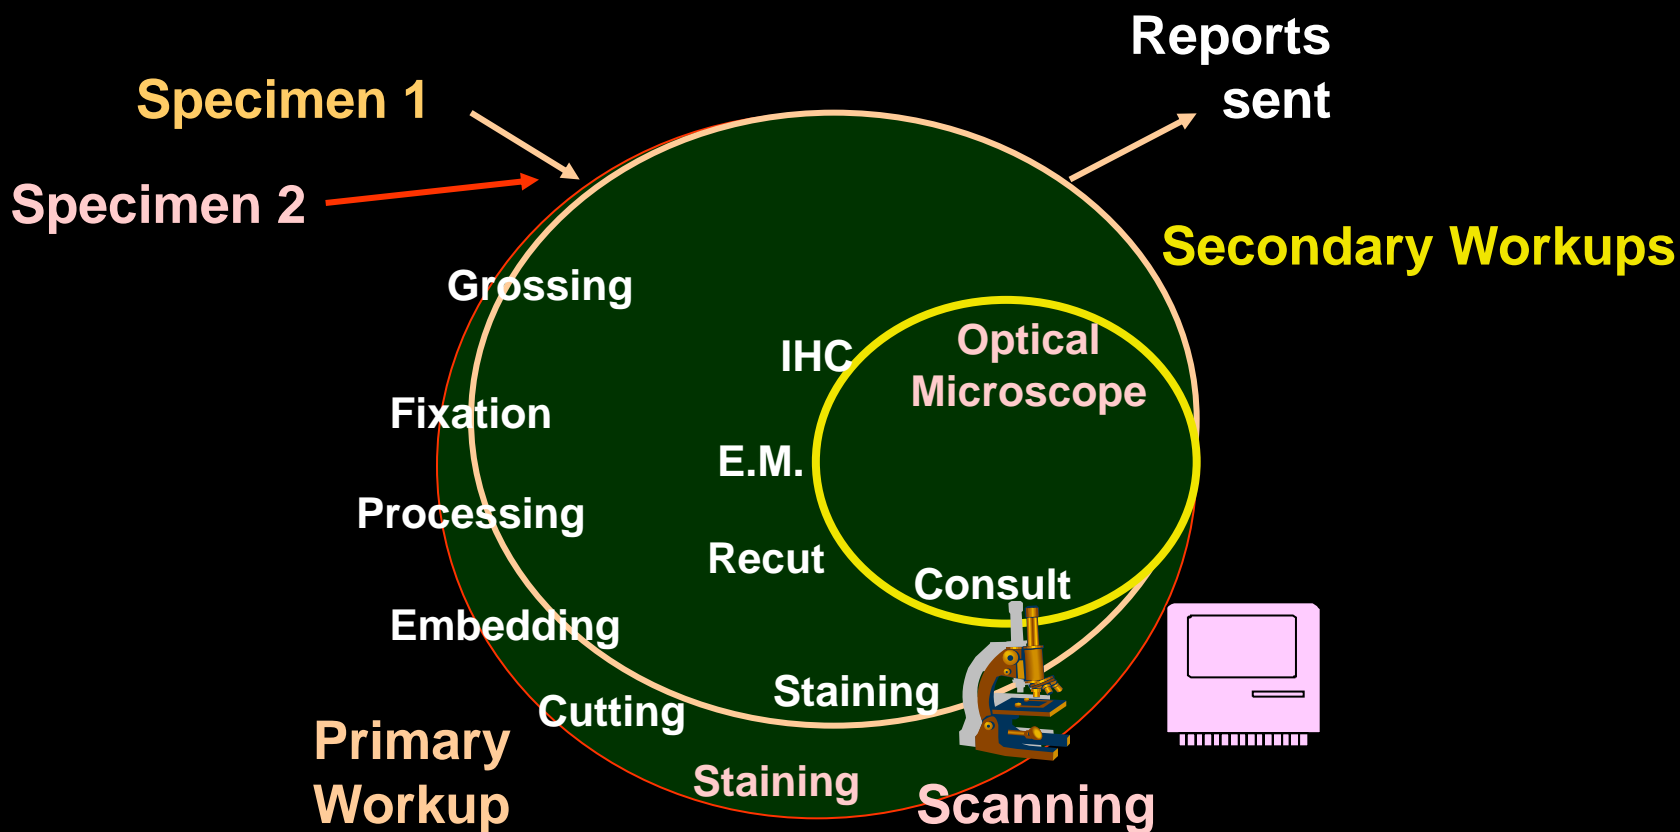 Reports
sent
Specimen 1
Specimen 2
Secondary Workups
Grossing
IHC
Optical
Microscope
Fixation
E.M.
Processing
Recut
Consult
Embedding
Staining
Cutting
Primary
Workup
Staining
Scanning